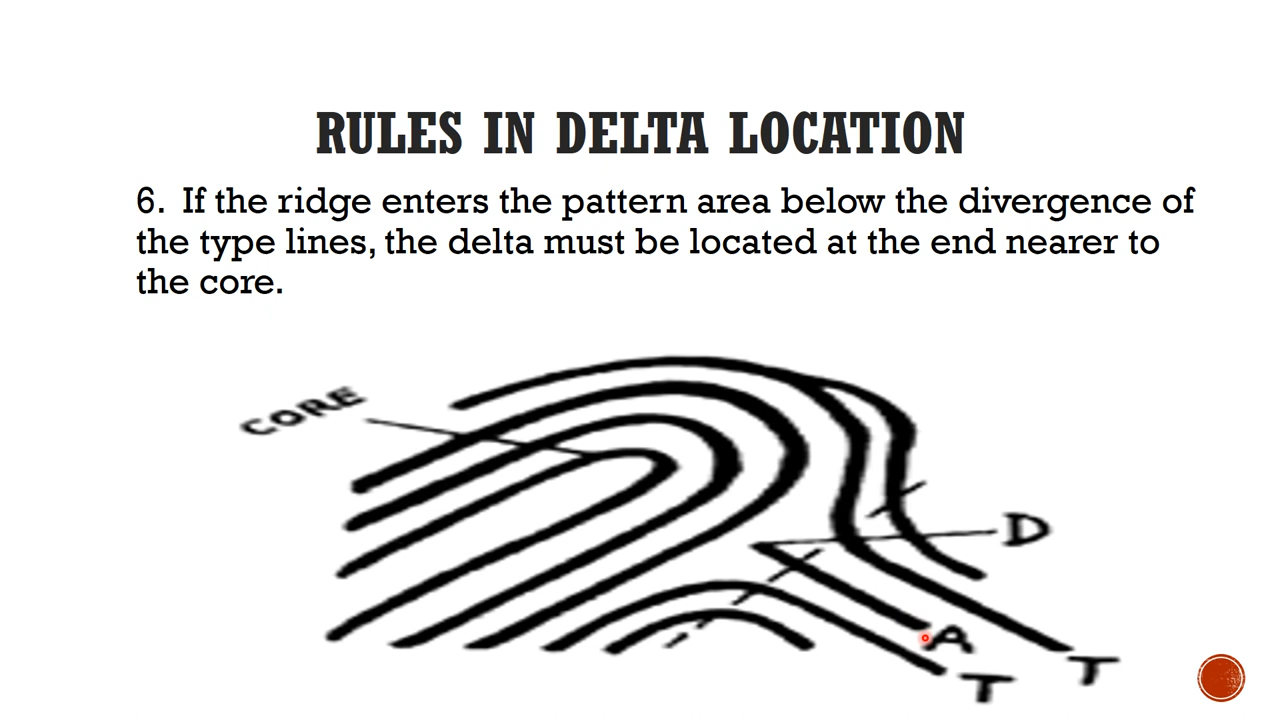 RULES IN DELTA LOCATION
6. If the ridge enters the pattern area below the divergence of
the type lines, the delta must be located at the end nearer to
the core.
CORE
D
A
T
T